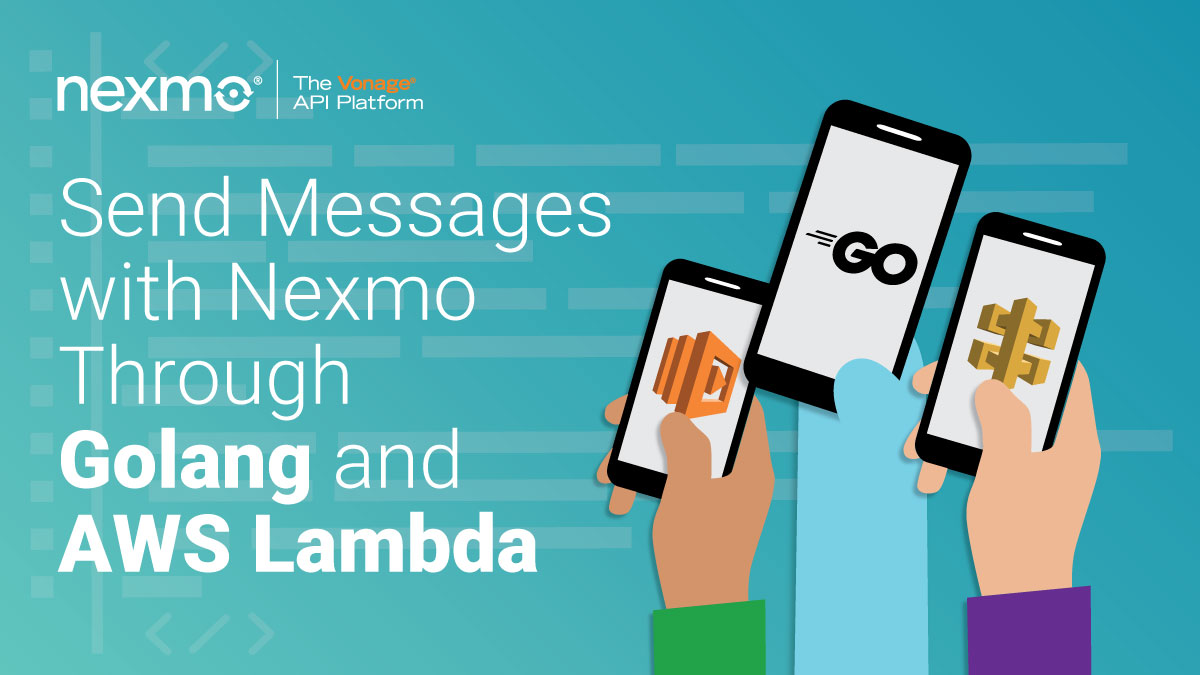 nexmo®
The Vonage®
API Platform
Send Messages
with Nexmo
Through
Golang and
AWS Lambda
GO